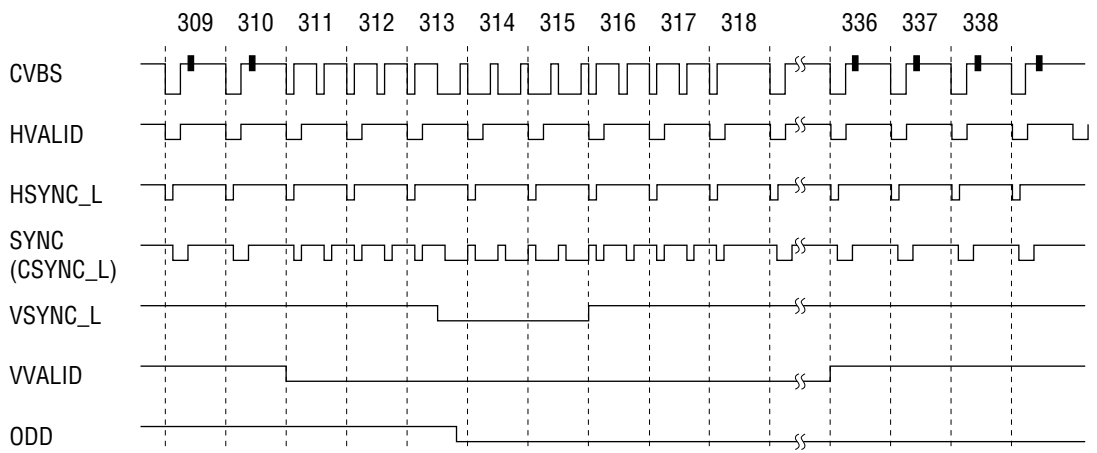 309 310 311 312 313 314 315 316 317 318 336 337 338
CVBS
HVALID
HSYNC_L
SYNC
(CSYNC_L)
VSYNC_L
VVALID
ODD